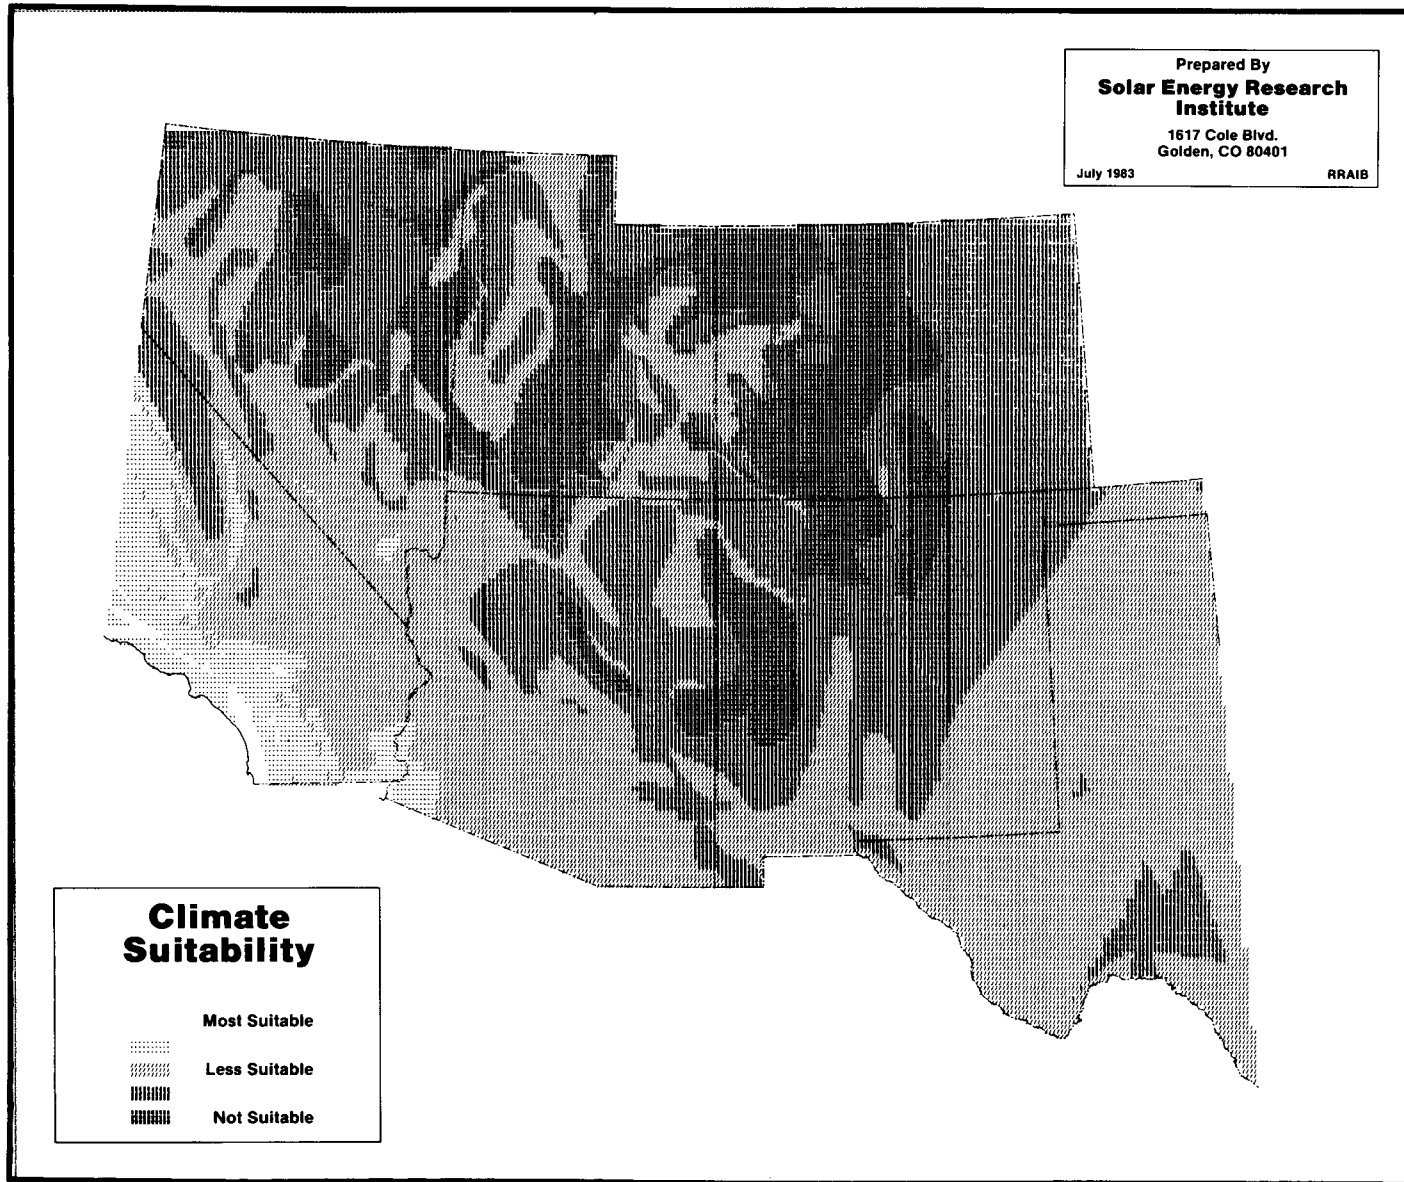 Prepared By
Solar Energy Research
Institute
1617 Cole Blvd.
Golden, CO 80401
July 1983 RRAIB
Climate
Suitability
Most Suitable
Less Suitable
Not Suitable